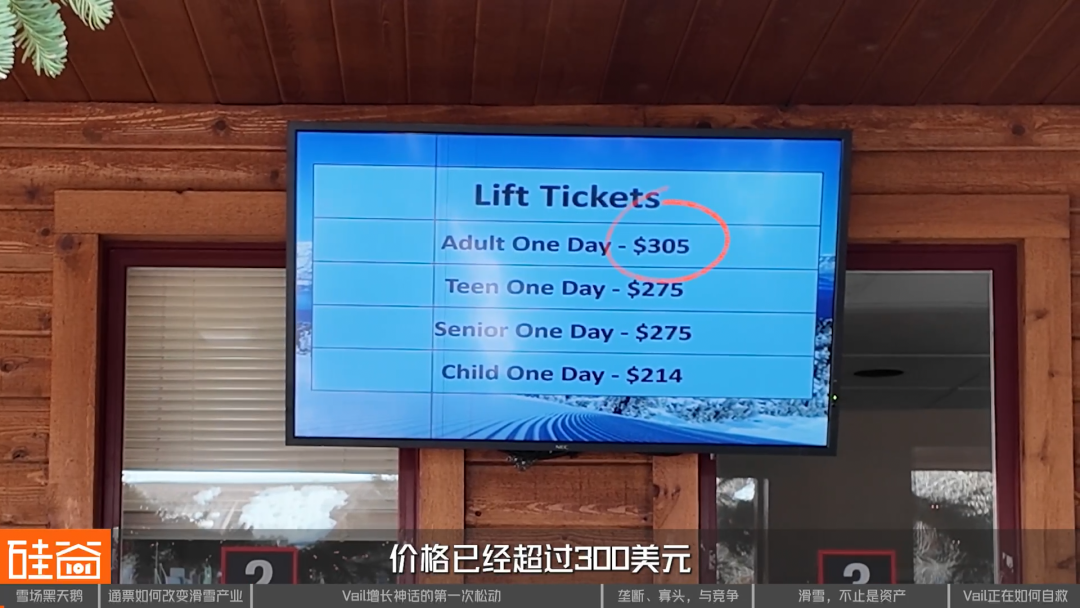 Lift Tickets
Adult One Day - $305
Teen One Day - $275
Senior One Day - $275
Child One Day - $214
NEC
2
2
价格已经超过300美元
硅谷
101
雪场黑天鹅
通票如何改变滑雪产业
Vail增长神话的第一次松动
垄断、寡头，与竞争
滑雪，不止是资产
Vail正在如何自救